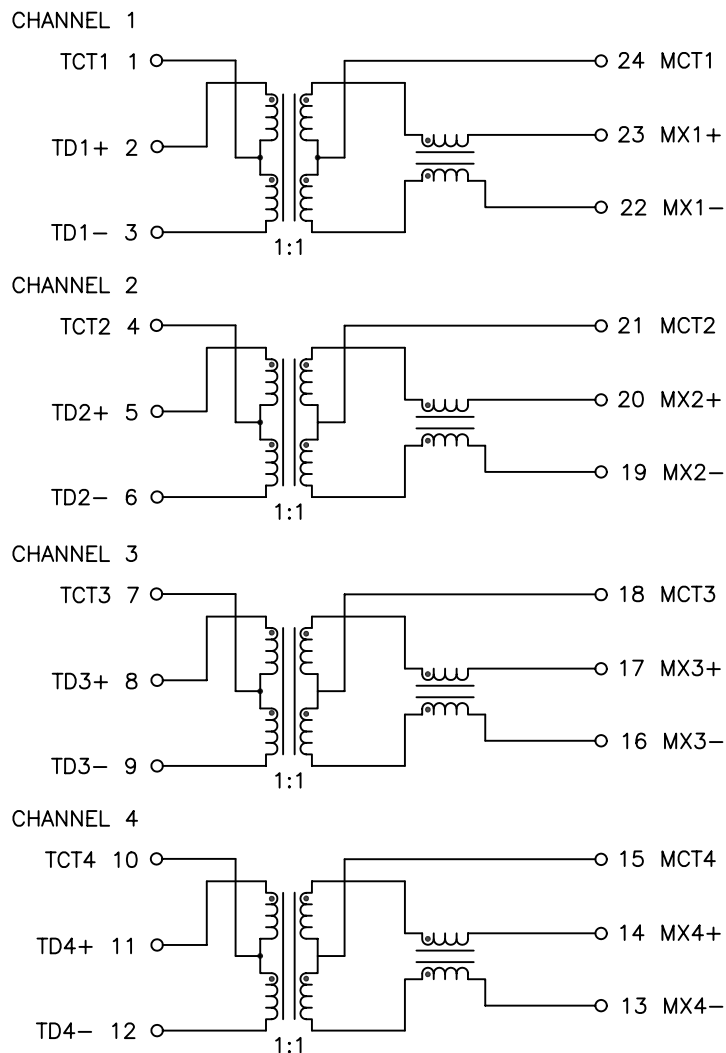 CHANNEL 1
TCT1 1 24 MCT1
TD1+ 2 23 MX1+
TD1− 3 22 MX1−
1:1
CHANNEL 2
TCT2 4 21 MCT2
TD2+ 5 20 MX2+
TD2− 6 19 MX2−
1:1
CHANNEL 3
TCT3 7 18 MCT3
TD3+ 8 17 MX3+
TD3− 9 16 MX3−
1:1
CHANNEL 4
TCT4 10 15 MCT4
TD4+ 11 14 MX4+
TD4− 12 13 MX4−
1:1